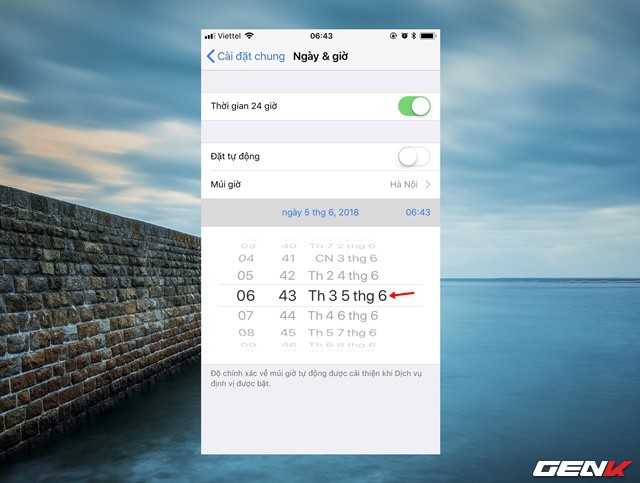 Viettel 06:43
Cài đặt chung Ngày & giờ
Thời gian 24 giờ
Đặt tự động
Múi giờ Hà Nội
ngày 5 thg 6, 2018 06:43
03 40 Th 7 2 thg 6
04 41 CN 3 thg 6
05 42 Th 2 4 thg 6
06 43 Th 3 5 thg 6
07 44 Th 4 6 thg 6
08 45 Th 5 7 thg 6
09 46 Th 6 8 thg 6
Độ chính xác về múi giờ tự động được cải thiện khi Dịch vụ
định vị được bật.
GENK